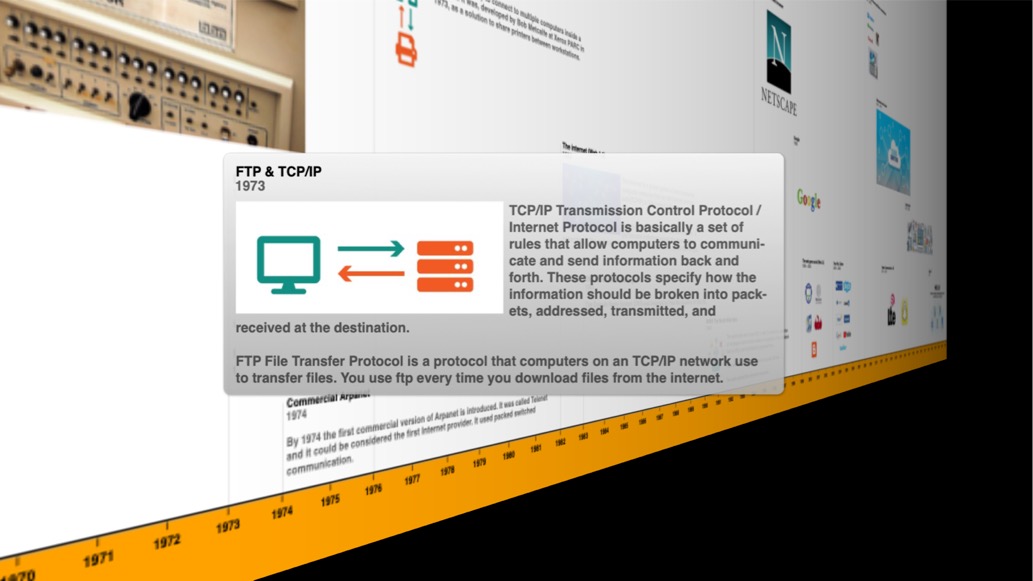 connect to multiple computers inside a
was, developed by Bob Metcalfe at Xerox PARC in
1973, as a solution to share printers between workstations.
N
NETSCAPE
The internet
FTP & TCP/IP
1973
TCP/IP Transmission Control Protocol /
Internet Protocol is basically a set of
rules that allow computers to communi-
cate and send information back and
forth. These protocols specify how the
information should be broken into pack-
ets, addressed, transmitted, and
received at the destination.
FTP File Transfer Protocol is a protocol that computers on an TCP/IP network use
to transfer files. You use ftp every time you download files from the internet.
Google
Commercial Arpanet
1974
By 1974 the first commercial version of Arpanet is introduced. It was called Telenet
and it could be considered the first Internet provider. It used packed switched
communication.
1970
1971
1972
1973
1974
1975
1976
1977
1978
1979
1980
1981
1982
1983
1984
1985
1986
1987
1988